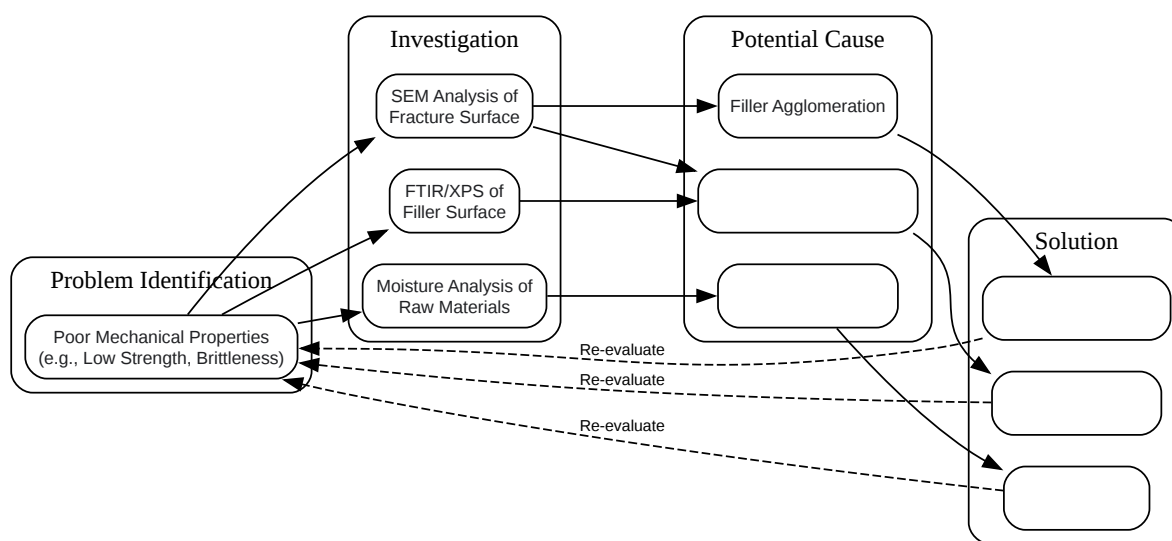 Investigation
SEM Analysis of
Fracture Surface
FTIR/XPS of
Filler Surface
Moisture Analysis of
Raw Materials
Potential Cause
Filler Agglomeration
Solution
Problem Identification
Poor Mechanical Properties
(e.g., Low Strength, Brittleness)
Re-evaluate
Re-evaluate
Re-evaluate